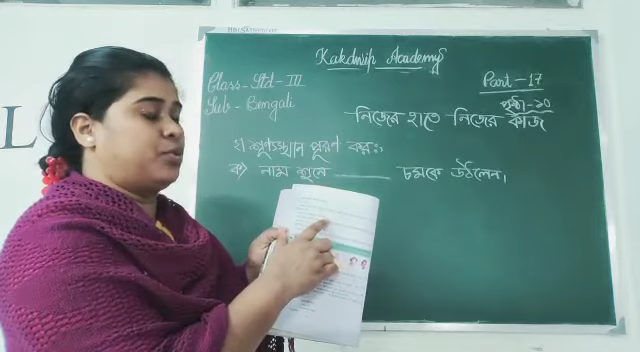 Kakdwip Academy
Class-Std-III
Part-17
Sub-Bengali
পৃষ্ঠা-১০
নিজের হাতে নিজের কাজ
২। শূণ্যস্থান পূরণ কর:
ক) নাম শুনে ______ চমকে উঠলেন।